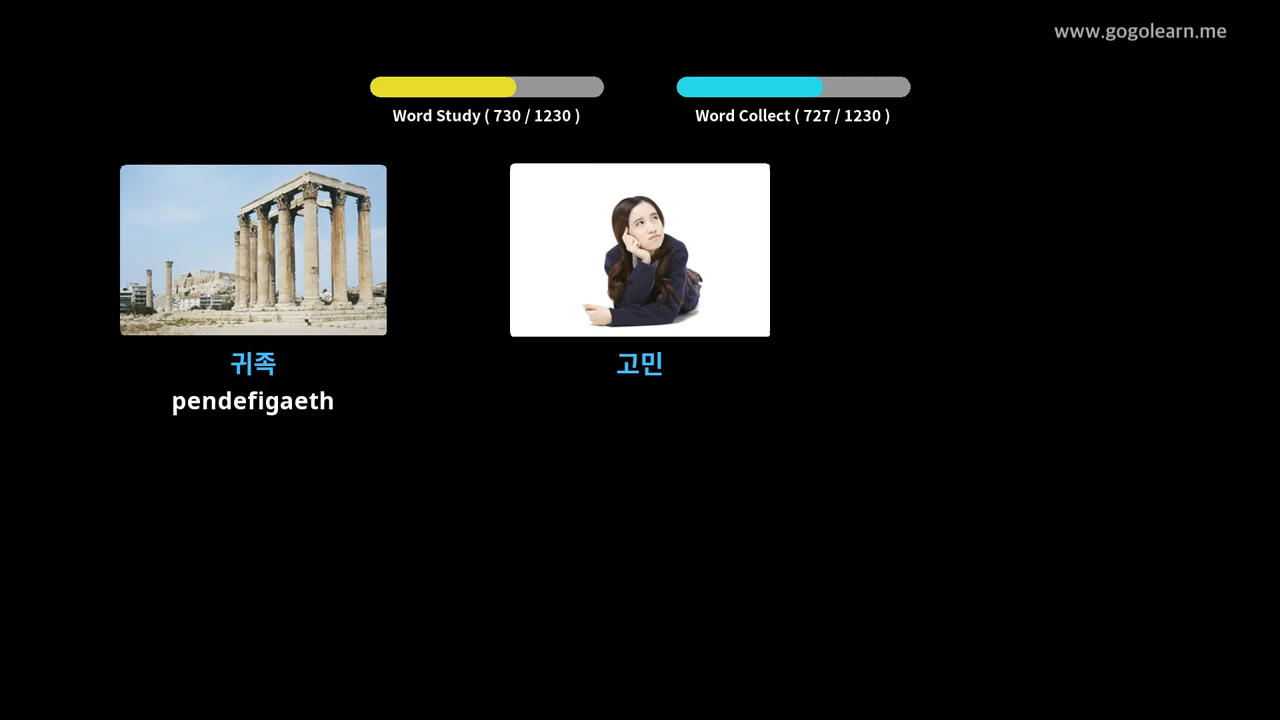 www.gogolearn.me
Word Study ( 730 / 1230 )
Word Collect ( 727 / 1230 )
귀족
고민
pendefigaeth